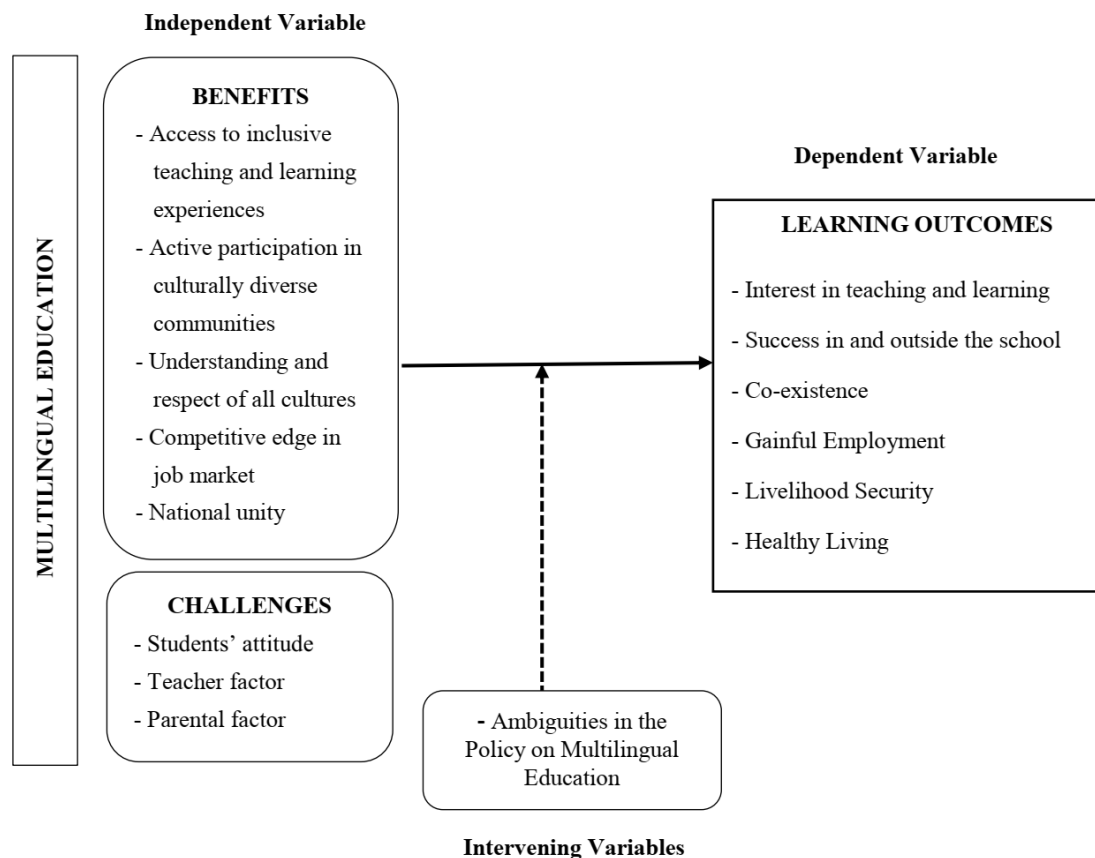 Independent Variable
MULTILINGUAL EDUCATION
BENEFITS
- Access to inclusive
teaching and learning
experiences
- Active participation in
culturally diverse
communities
- Understanding and
respect of all cultures
- Competitive edge in
job market
- National unity
CHALLENGES
- Students’ attitude
- Teacher factor
- Parental factor
Dependent Variable
LEARNING OUTCOMES
- Interest in teaching and learning
- Success in and outside the school
- Co-existence
- Gainful Employment
- Livelihood Security
- Healthy Living
- Ambiguities in the
Policy on Multilingual
Education
Intervening Variables